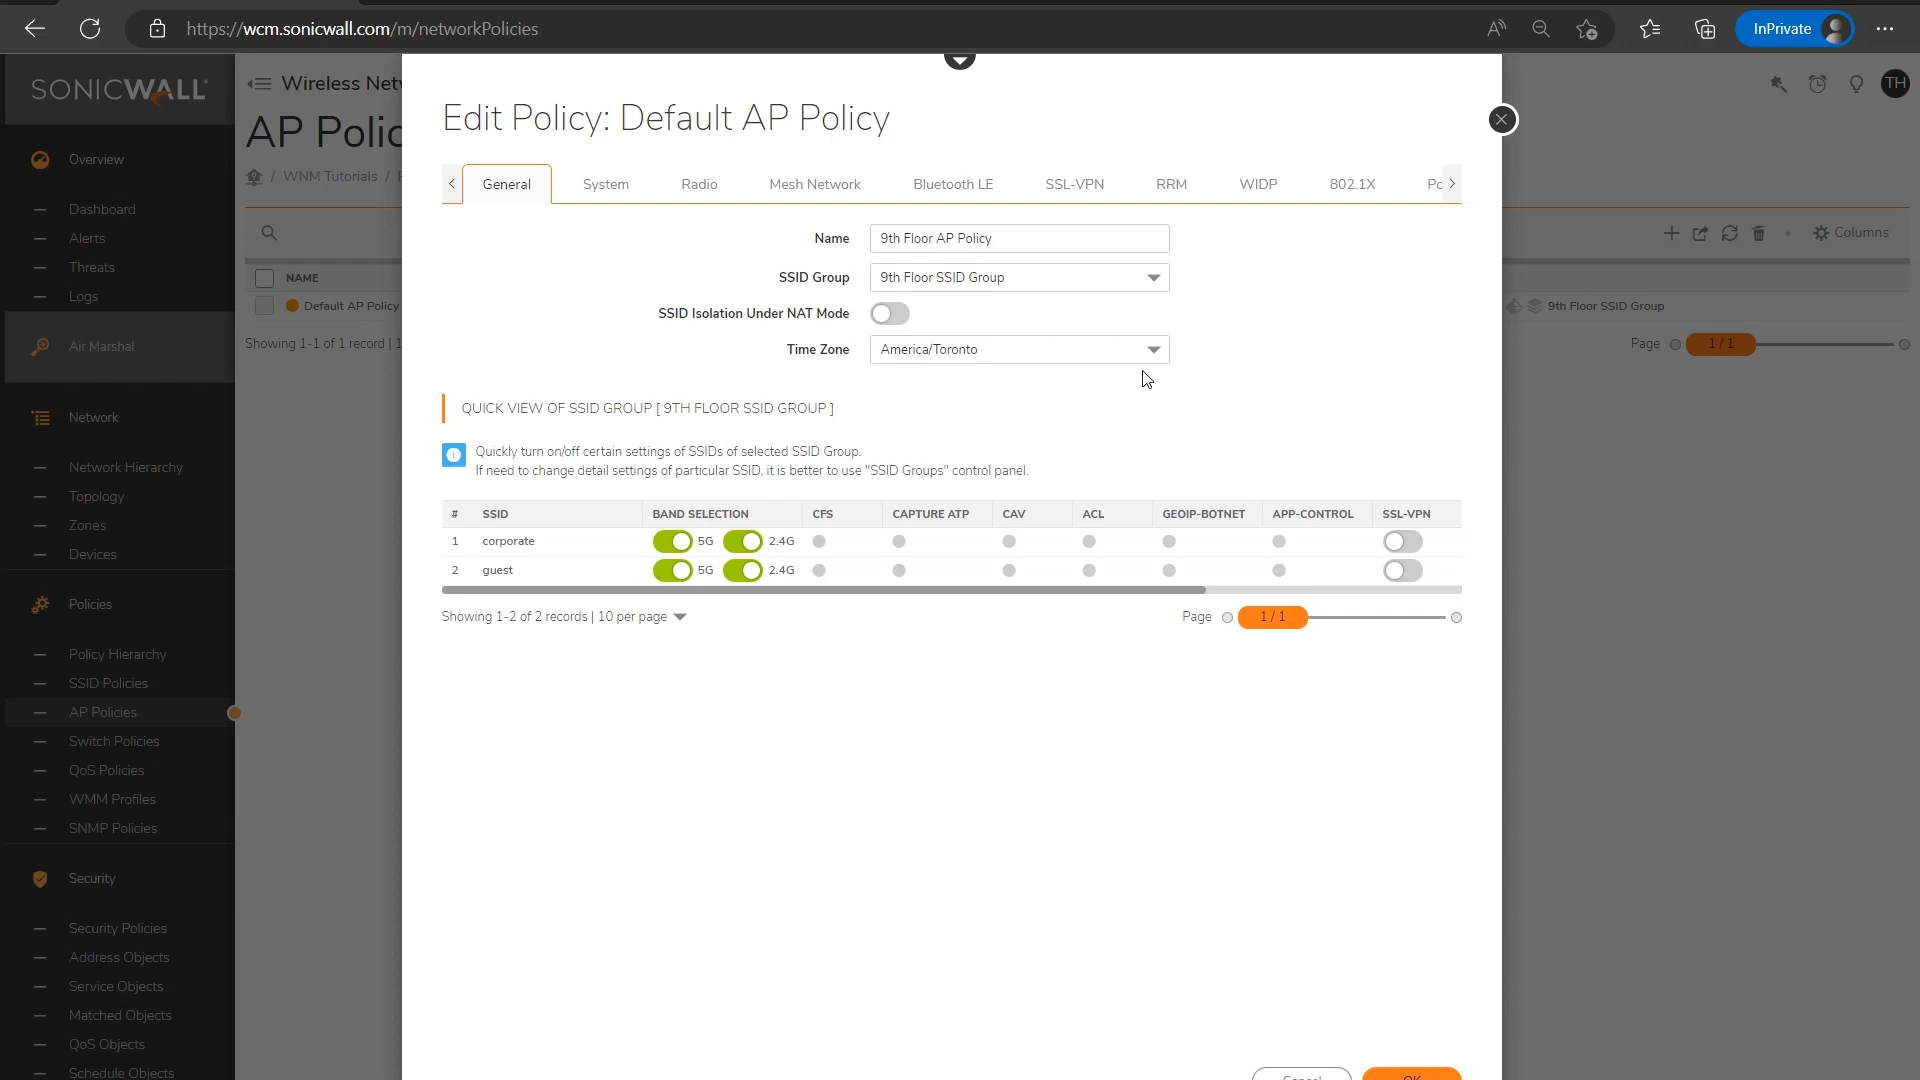 https://wcm.sonicwall.com/m/networkPolicies
InPrivate
SONICWALL
Wireless Net
TH
AP Polic
/ WNM Tutorials /
Overview
Dashboard
Alerts
Threats
Logs
Air Marshal
Network
Network Hierarchy
Topology
Zones
Devices
Policies
Policy Hierarchy
SSID Policies
AP Policies
Switch Policies
QoS Policies
WMM Profiles
SNMP Policies
Security
Security Policies
Address Objects
Service Objects
Matched Objects
QoS Objects
Schedule Objects
NAME
Default AP Policy
Showing 1-1 of 1 record | 1
Columns
9th Floor SSID Group
Page 1 / 1
Edit Policy: Default AP Policy
General System Radio Mesh Network Bluetooth LE SSL-VPN RRM WIDP 802.1X Po
Name 9th Floor AP Policy
SSID Group 9th Floor SSID Group
SSID Isolation Under NAT Mode
Time Zone America/Toronto
QUICK VIEW OF SSID GROUP [ 9TH FLOOR SSID GROUP ]
Quickly turn on/off certain settings of SSIDs of selected SSID Group.
If need to change detail settings of particular SSID, it is better to use "SSID Groups" control panel.
# SSID BAND SELECTION CFS CAPTURE ATP CAV ACL GEOIP-BOTNET APP-CONTROL SSL-VPN
1 corporate 5G 2.4G
2 guest 5G 2.4G
Showing 1-2 of 2 records | 10 per page
Page 1 / 1
Cancel OK